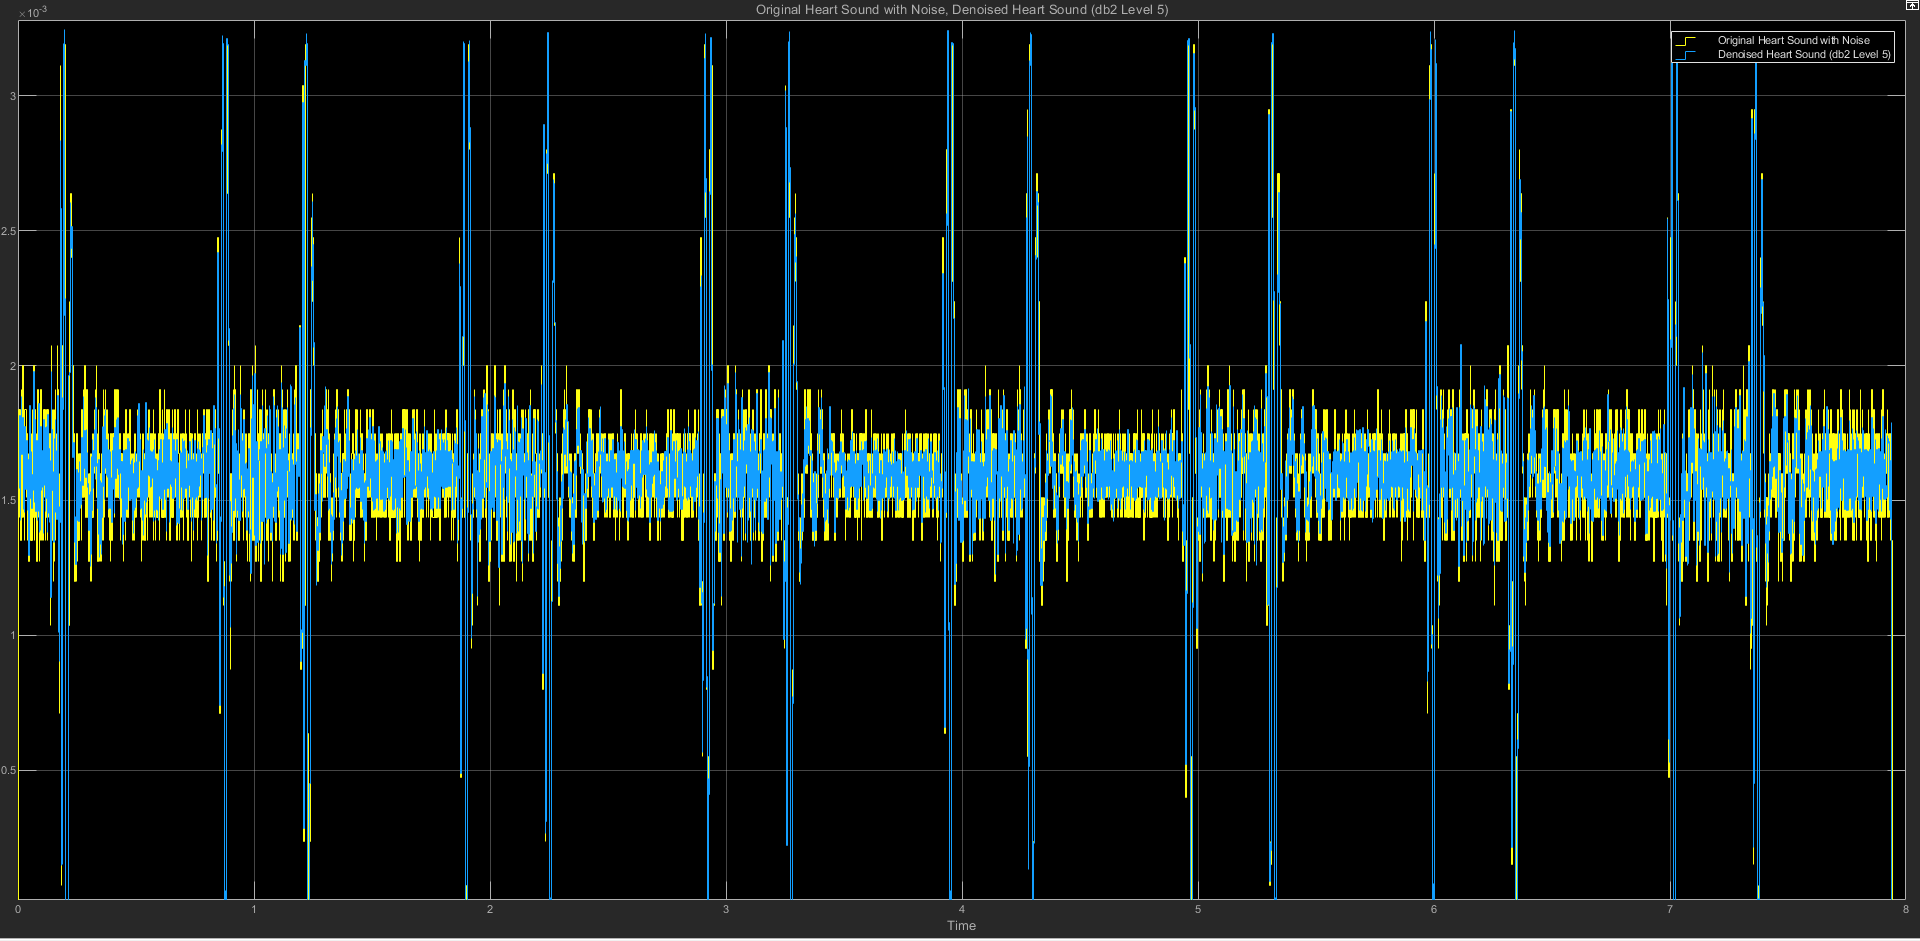 Original Heart Sound with Noise, Denoised Heart Sound (db2 Level 5)
×10⁻³
Original Heart Sound with Noise
Denoised Heart Sound (db2 Level 5)
3
2.5
2
1.5
1
0.5
0 1 2 3 4 5 6 7 8
Time